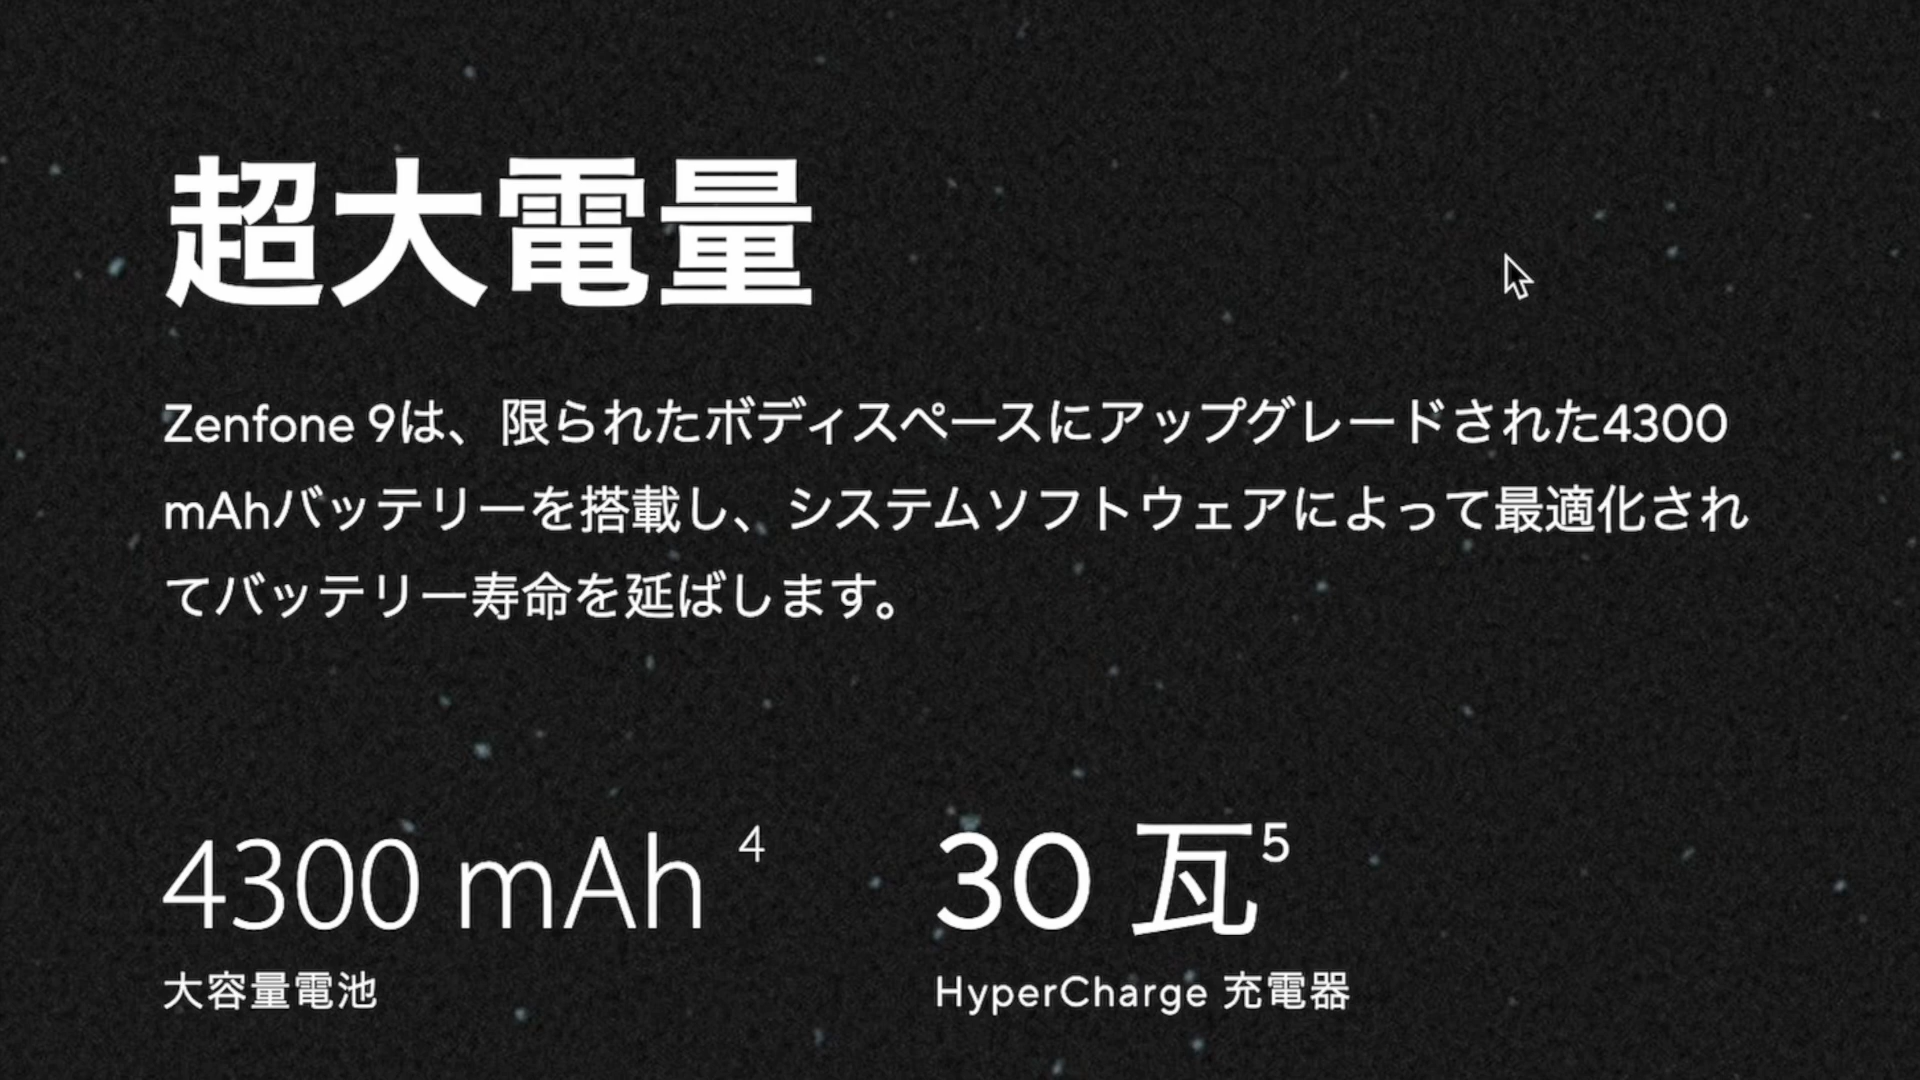 超大電量
Zenfone 9は、限られたボディスペースにアップグレードされた4300
mAhバッテリーを搭載し、システムソフトウェアによって最適化され
てバッテリー寿命を延ばします。
4300 mAh 4
30 瓦5
大容量電池
HyperCharge 充電器